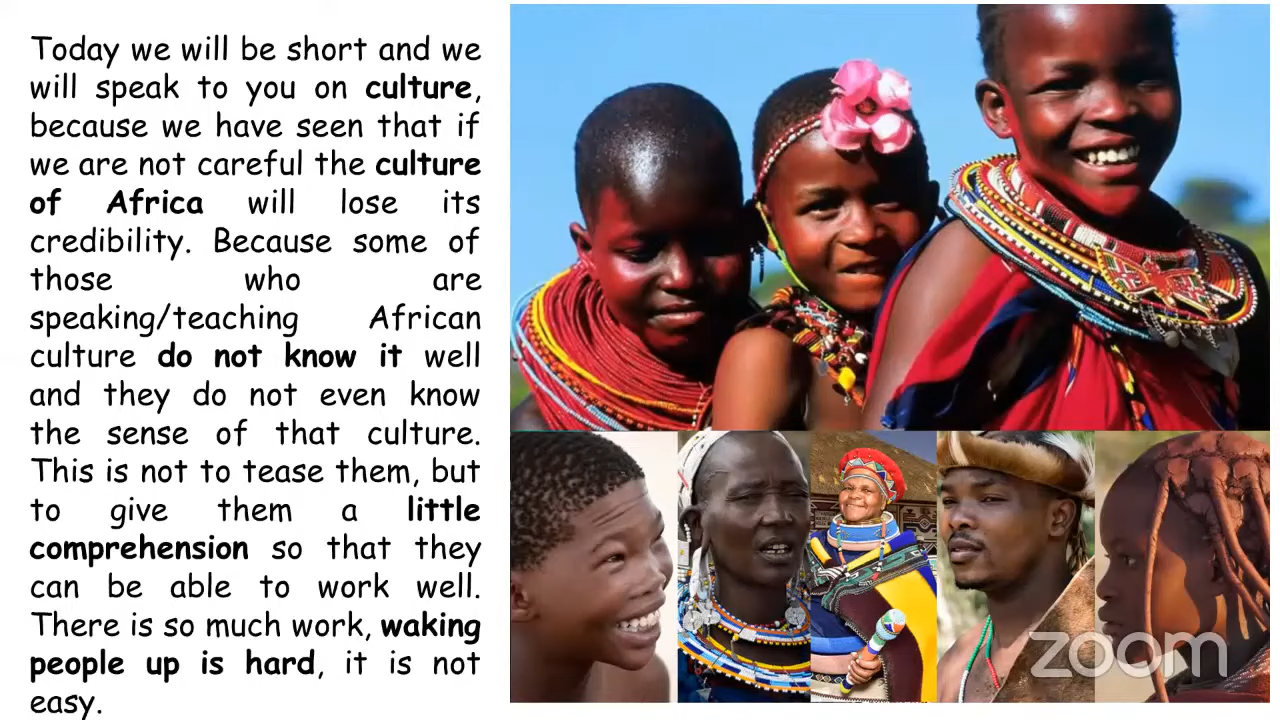 Today we will be short and we
will speak to you on culture,
because we have seen that if
we are not careful the culture
of Africa will lose its
credibility. Because some of
those who are
speaking/teaching African
culture do not know it well
and they do not even know
the sense of that culture.
This is not to tease them, but
to give them a little
comprehension so that they
can be able to work well.
There is so much work, waking
people up is hard, it is not
easy.
zoom